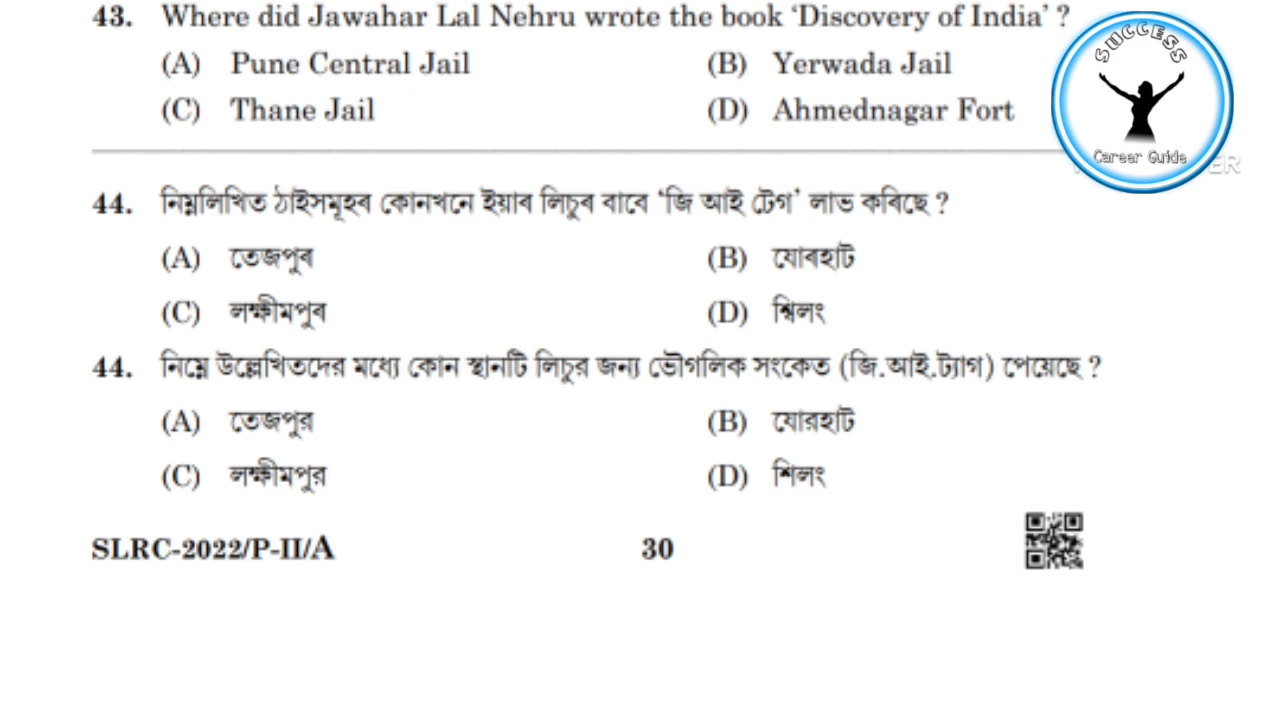 43. Where did Jawahar Lal Nehru wrote the book ‘Discovery of India’ ?
(A) Pune Central Jail (B) Yerwada Jail
(C) Thane Jail (D) Ahmednagar Fort
SUCCESS
Career Guide
ER
44. নিম্নলিখিত ঠাইসমূহৰ কোনখনে ইয়াৰ লিচুৰ বাবে ‘জি আই টেগ’ লাভ কৰিছে ?
(A) তেজপুৰ (B) যোৰহাট
(C) লক্ষীমপুৰ (D) শ্বিলং
44. নিম্নে উল্লেখিতদের মধ্যে কোন স্থানটি লিচুর জন্য ভৌগলিক সংকেত (জি.আই.ট্যাগ) পেয়েছে ?
(A) তেজপুর (B) যোরহাট
(C) লক্ষীমপুর (D) শিলং
SLRC-2022/P-II/A 30